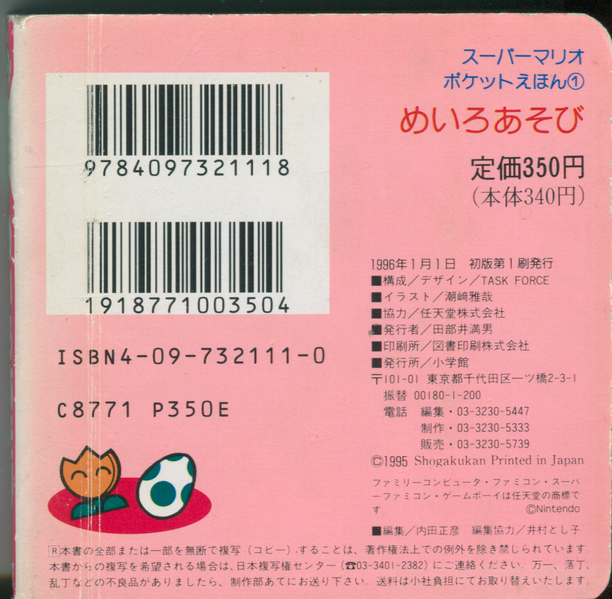 スーパーマリオ
ポケットえほん①
めいろあそび
定価350円
(本体340円)
9784097321118
1918771003504
ISBN4-09-732111-0
C8771 P350E
1996年1月1日 初版第1刷発行
■構成/デザイン/TASK FORCE
■イラスト/潮﨑雅哉
■協力/任天堂株式会社
■発行者/田部井満男
■印刷所/図書印刷株式会社
■発行所/小学館
〒101-01 東京都千代田区一ツ橋2-3-1
振替 00180-1-200
電話 編集・03-3230-5447
制作・03-3230-5333
販売・03-3230-5739
©1995 Shogakukan Printed in Japan
ファミリーコンピュータ・ファミコン・スーパ
ーファミコン・ゲームボーイは任天堂の商標で
す.
©Nintendo
■編集/内田正彦 編集協力/井村とし子
Ⓡ本書の全部または一部を無断で複写(コピー).することは、著作権法上での例外を除き禁じられています.
本書からの複写を希望される場合は、日本複写権センター(☎03-3401-2382)にご連絡ください. 万一、落丁、
乱丁などの不良品がありましたら、制作部あてにお送り下さい. 送料は小社負担にてお取り替えいたします.